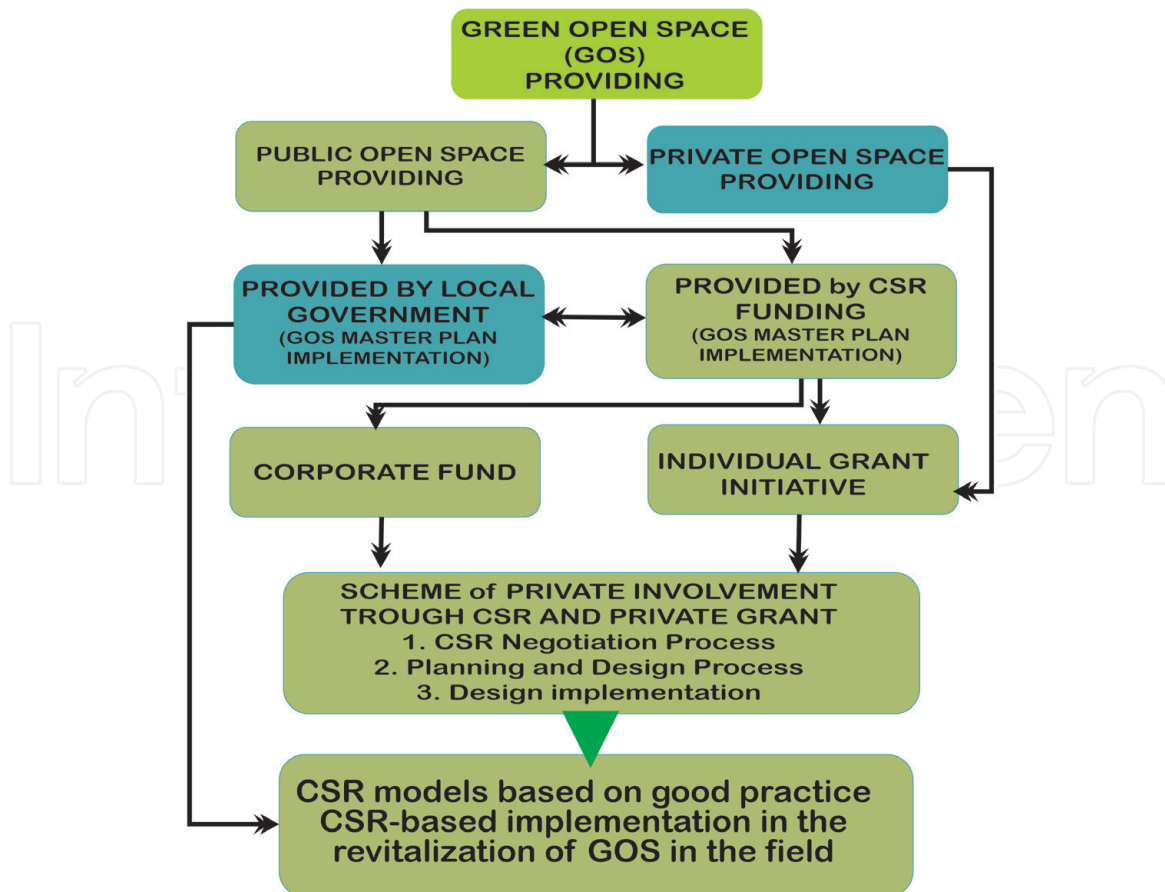 GREEN OPEN SPACE
(GOS)
PROVIDING
PUBLIC OPEN SPACE
PROVIDING
PRIVATE OPEN SPACE
PROVIDING
PROVIDED BY LOCAL
GOVERNMENT
(GOS MASTER PLAN
IMPLEMENTATION)
PROVIDED by CSR
FUNDING
(GOS MASTER PLAN
IMPLEMENTATION)
CORPORATE FUND
INDIVIDUAL GRANT
INITIATIVE
SCHEME of PRIVATE INVOLVEMENT
TROUGH CSR AND PRIVATE GRANT
1. CSR Negotiation Process
2. Planning and Design Process
3. Design implementation
CSR models based on good practice
CSR-based implementation in the
revitalization of GOS in the field